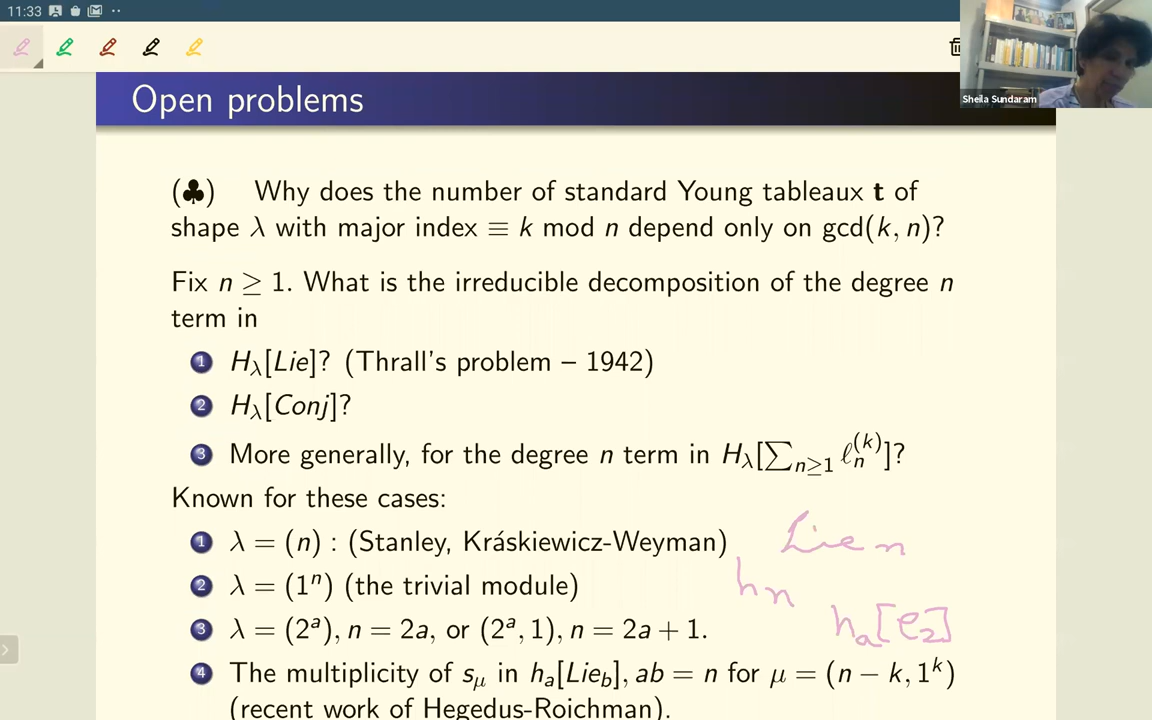 11:33
Sheila Sundaram
Open problems
(♣) Why does the number of standard Young tableaux t of
shape λ with major index ≡ k mod n depend only on gcd(k, n)?
Fix n ≥ 1. What is the irreducible decomposition of the degree n
term in
1 H_λ[Lie]? (Thrall's problem – 1942)
2 H_λ[Conj]?
3 More generally, for the degree n term in H_λ[∑_{n≥1} ℓ_n^{(k)}]?
Known for these cases:
1 λ = (n) : (Stanley, Kráskiewicz-Weyman)
Lie n
2 λ = (1^n) (the trivial module)
h n
3 λ = (2^a), n = 2a, or (2^a, 1), n = 2a + 1.
h_a[e_2]
4 The multiplicity of s_μ in h_a[Lie_b], ab = n for μ = (n − k, 1^k)
(recent work of Hegedus-Roichman).